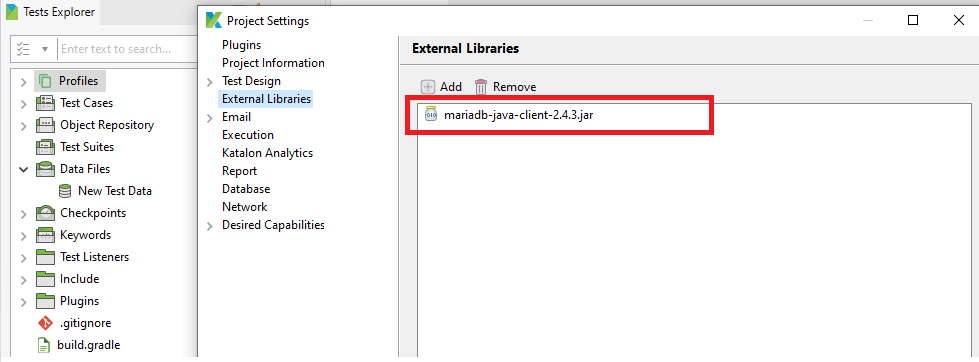 Tests Explorer
Enter text to search...
Profiles
Test Cases
Object Repository
Test Suites
Data Files
New Test Data
Checkpoints
Keywords
Test Listeners
Include
Plugins
.gitignore
build.gradle
Project Settings
Plugins
Project Information
Test Design
External Libraries
Email
Execution
Katalon Analytics
Report
Database
Network
Desired Capabilities
External Libraries
Add Remove
010
mariadb-java-client-2.4.3.jar